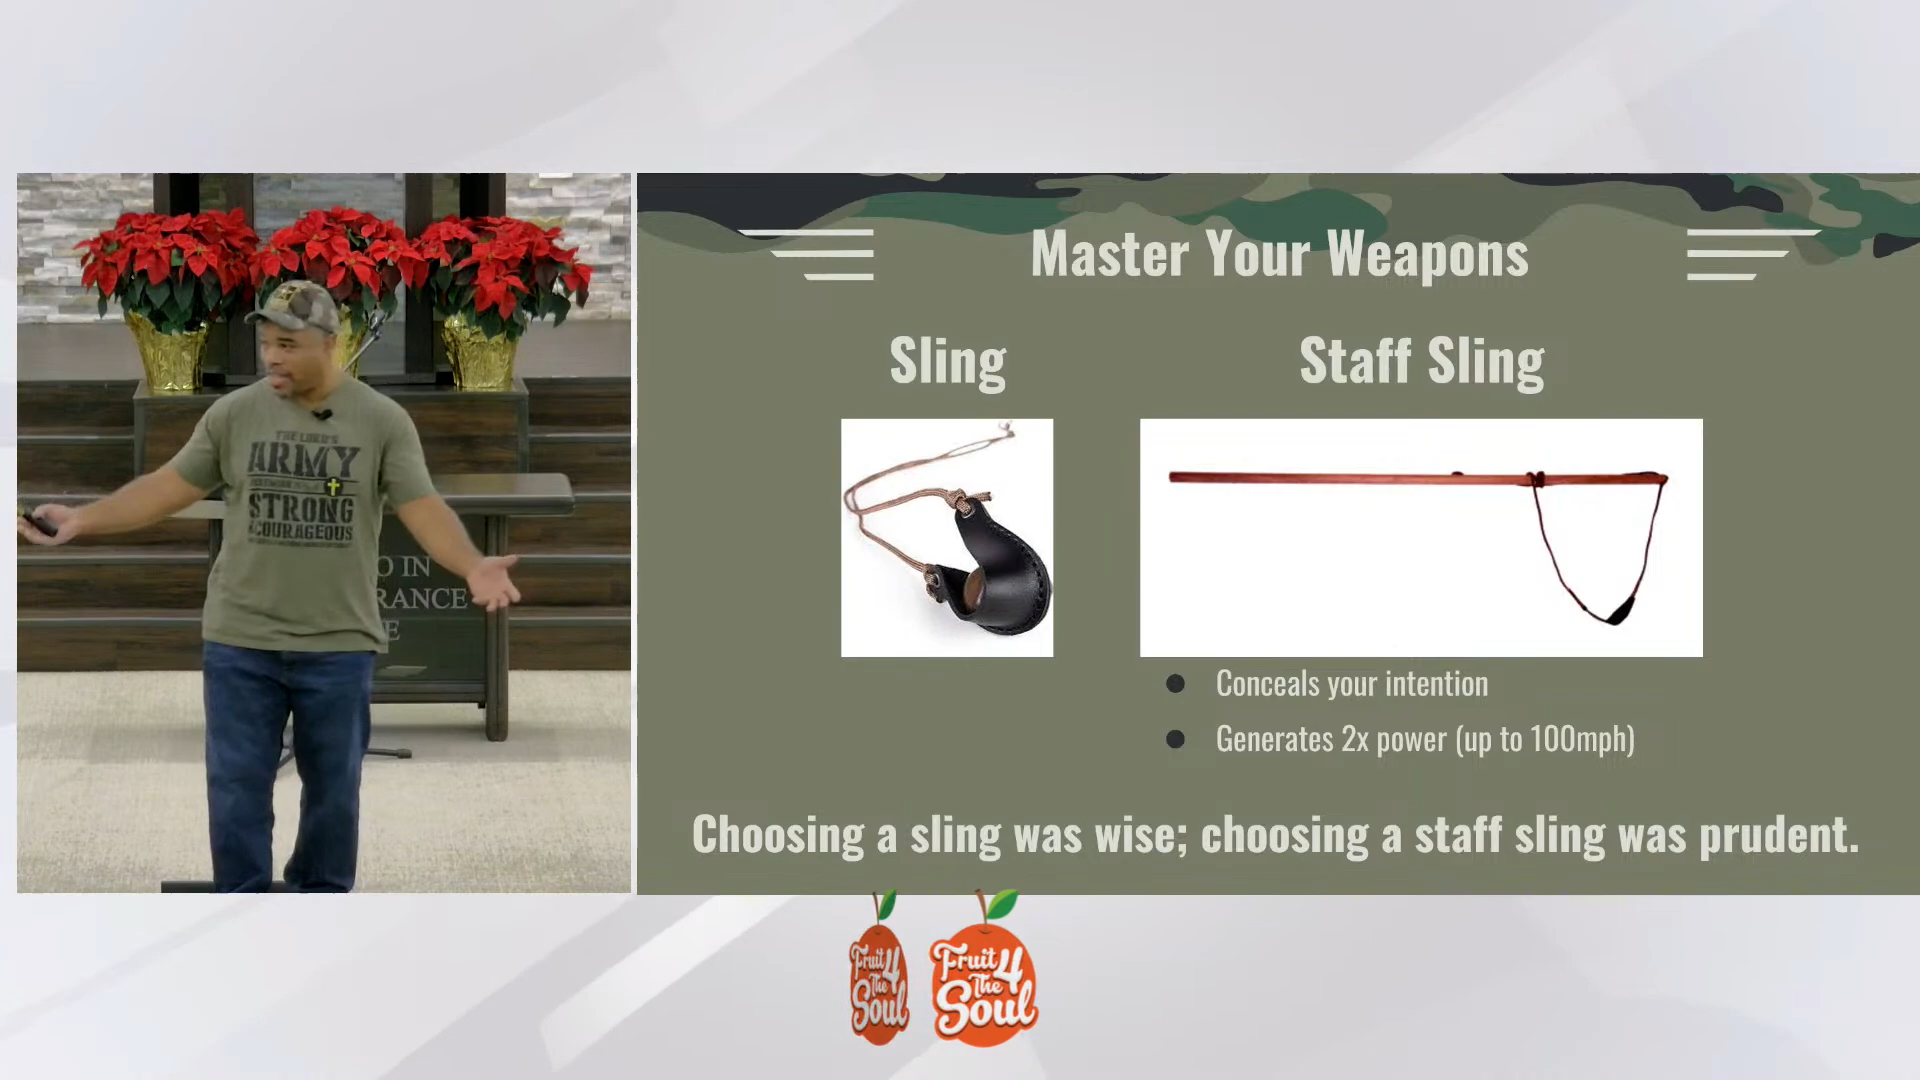 Master Your Weapons
Sling
Staff Sling
Conceals your intention
Generates 2x power (up to 100mph)
Choosing a sling was wise; choosing a staff sling was prudent.
THE LORD'S
ARMY
STRONG
&COURAGEOUS
O IN
RANCE
E
Fruit
4
The
Soul
Fruit
4
The
Soul